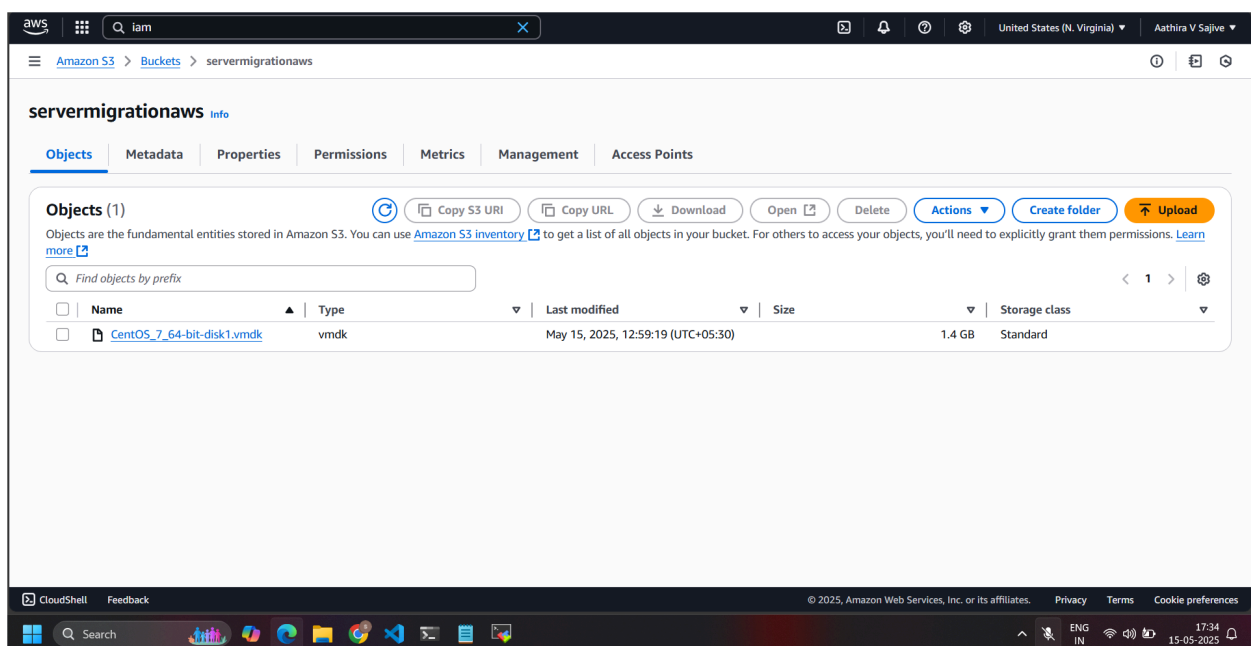 aws
iam
United States (N. Virginia) ▼
Aathira V Sajive ▼
Amazon S3 > Buckets > servermigrationaws
servermigrationaws Info
Objects Metadata Properties Permissions Metrics Management Access Points
Objects (1)
Copy S3 URI
Copy URL
Download
Open
Delete
Actions ▼
Create folder
Upload
Objects are the fundamental entities stored in Amazon S3. You can use Amazon S3 inventory to get a list of all objects in your bucket. For others to access your objects, you'll need to explicitly grant them permissions. Learn
more
Find objects by prefix
< 1 >
Name Type Last modified Size Storage class
CentOS_7_64-bit-disk1.vmdk vmdk May 15, 2025, 12:59:19 (UTC+05:30) 1.4 GB Standard
CloudShell Feedback © 2025, Amazon Web Services, Inc. or its affiliates. Privacy Terms Cookie preferences
Search
ENG
IN
17:34
15-05-2025